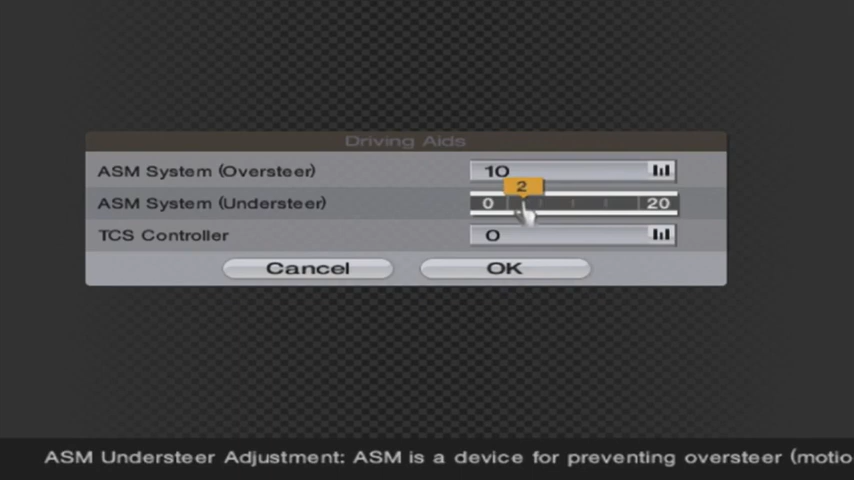 Driving Aids
ASM System (Oversteer) 10
2
ASM System (Understeer) 0 20
TCS Controller 0
Cancel OK
ASM Understeer Adjustment: ASM is a device for preventing oversteer (motio